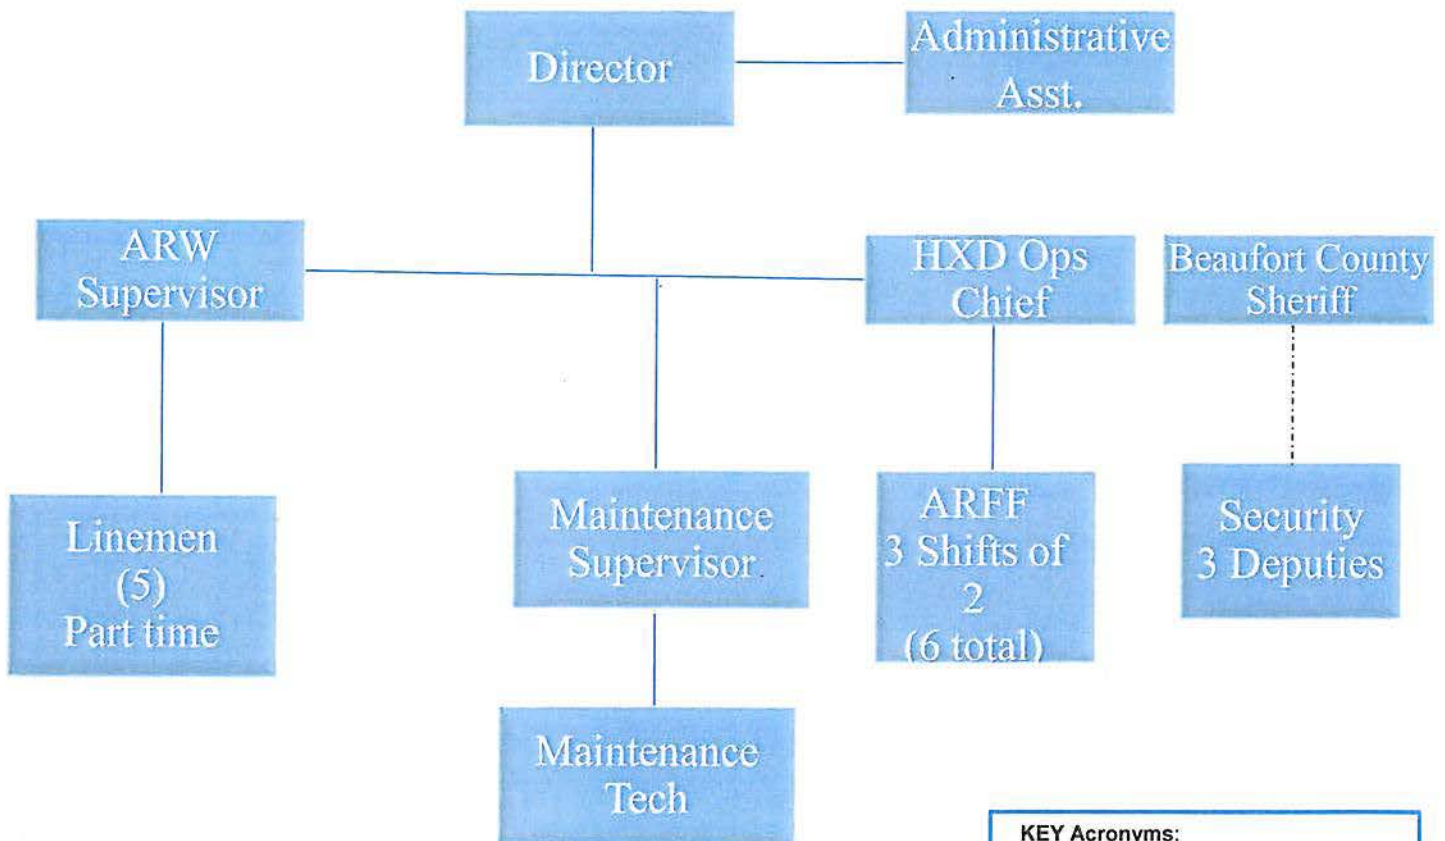 Director
Administrative
Asst.
ARW
Supervisor
HXD Ops
Chief
Beaufort County
Sheriff
Linemen
(5)
Part time
Maintenance
Supervisor
ARFF
3 Shifts of
2
(6 total)
Security
3 Deputies
Maintenance
Tech
KEY Acronyms: